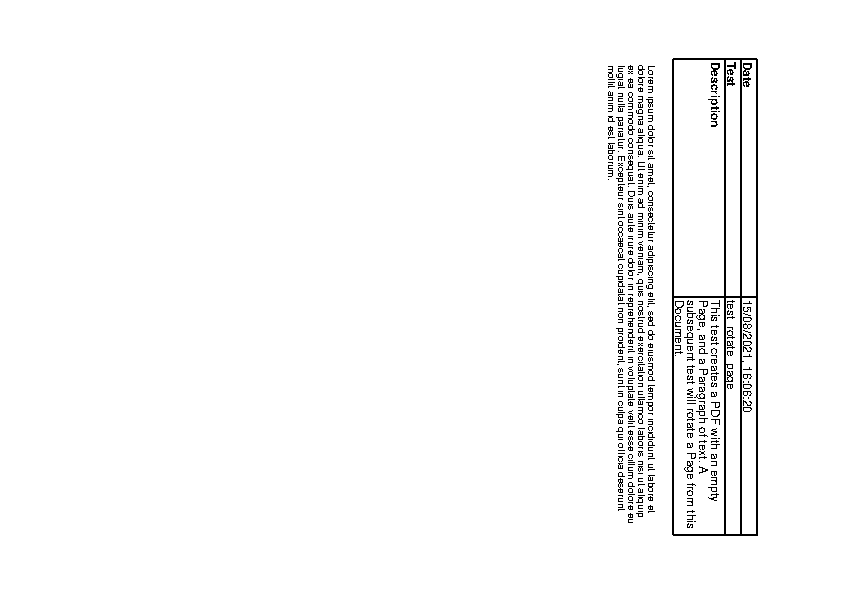 Date 15/08/2021, 16:06:20
Test test_rotate_page
Description This test creates a PDF with an empty
Page, and a Paragraph of text. A
subsequent test will rotate a Page from this
Document.
Lorem ipsum dolor sit amet, consectetur adipiscing elit, sed do eiusmod tempor incididunt ut labore et
dolore magna aliqua. Ut enim ad minim veniam, quis nostrud exercitation ullamco laboris nisi ut aliquip
ex ea commodo consequat. Duis aute irure dolor in reprehenderit in voluptate velit esse cillum dolore eu
fugiat nulla pariatur. Excepteur sint occaecat cupidatat non proident, sunt in culpa qui officia deserunt
mollit anim id est laborum.